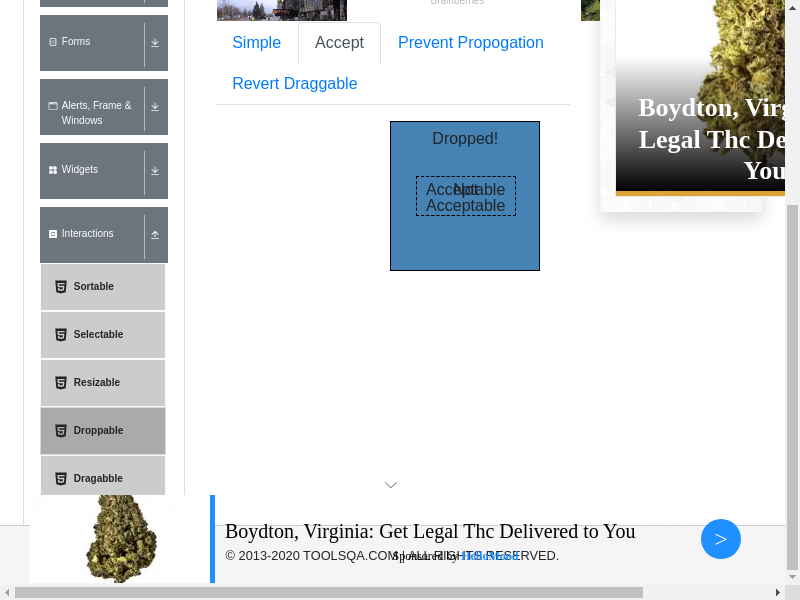 Brainberries
Simple
Accept
Prevent Propogation
Revert Draggable
Forms
Alerts, Frame &
Windows
Widgets
Interactions
Sortable
Selectable
Resizable
Droppable
Dragabble
Dropped!
Acceptable
Not
Acceptable
Boydton, Virg
Legal Thc De
You
Boydton, Virginia: Get Legal Thc Delivered to You
>
© 2013-2020 TOOLSQA.COM | ALL RIGHTS RESERVED.
Sponsored by